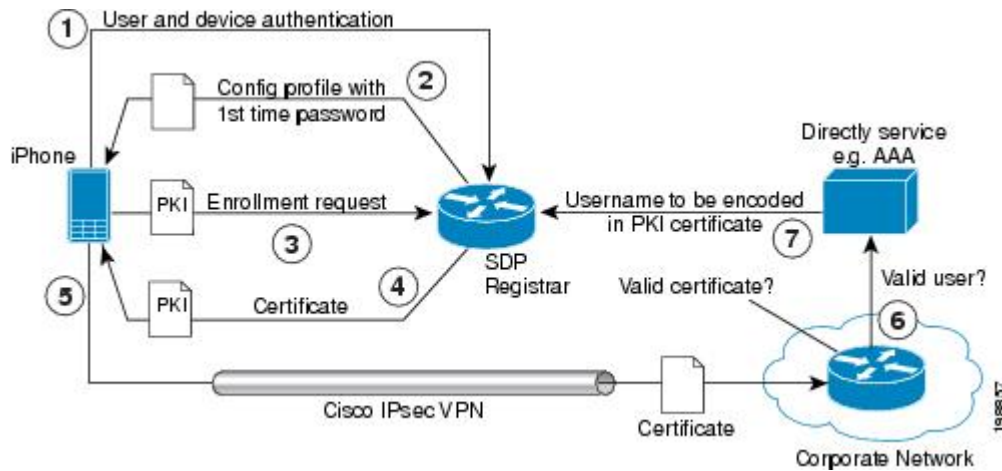 1
User and device authentication
2
Config profile with
1st time password
Directly service
e.g. AAA
iPhone
PKI
Enrollment request
3
Username to be encoded
in PKI certificate
7
SDP
Registrar
4
5
PKI
Certificate
Valid certificate?
Valid user?
6
Cisco IPsec VPN
Certificate
Corporate Network
198857